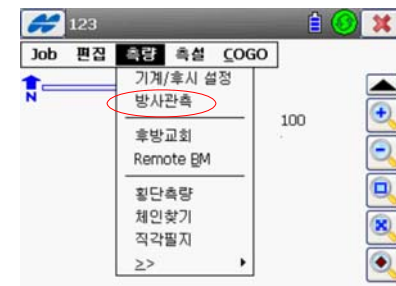 123
Job 편집 측량 측설 COGO
N
기계/후시 설정
방사관측
100
후방교회
Remote BM
횡단측량
체인찾기
직각필지
>>